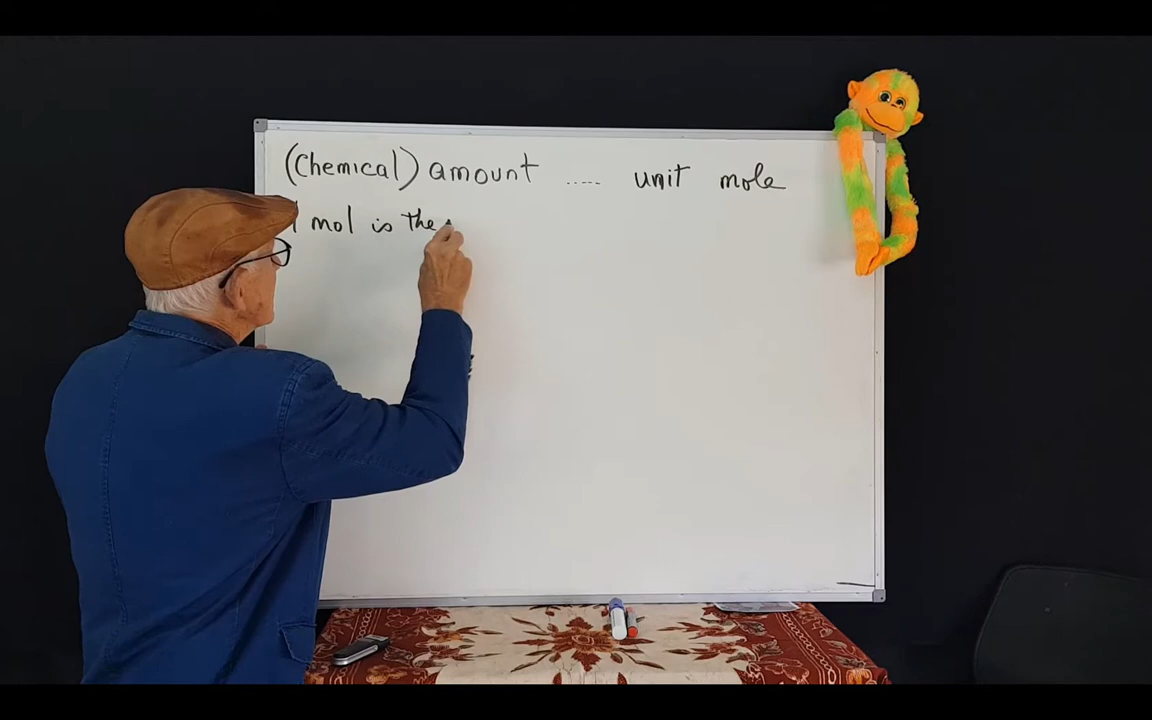 (Chemical) amount ..... unit mole
1 mol is the